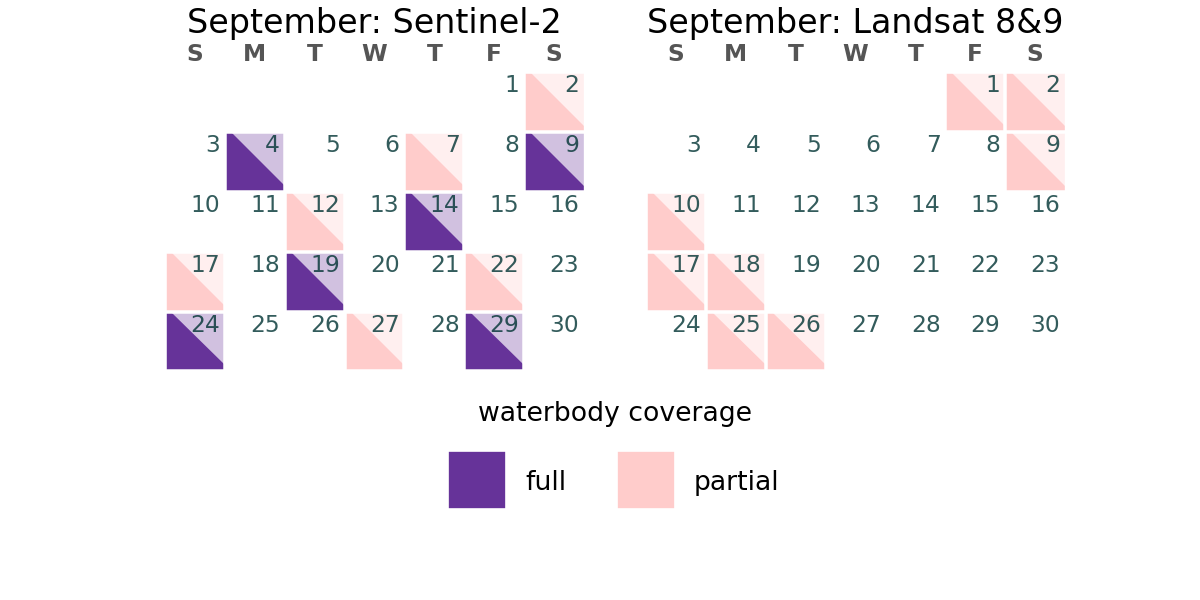 September: Sentinel-2
S M T W T F S
1 2
3 4 5 6 7 8 9
10 11 12 13 14 15 16
17 18 19 20 21 22 23
24 25 26 27 28 29 30
September: Landsat 8&9
S M T W T F S
1 2
3 4 5 6 7 8 9
10 11 12 13 14 15 16
17 18 19 20 21 22 23
24 25 26 27 28 29 30
waterbody coverage
full partial